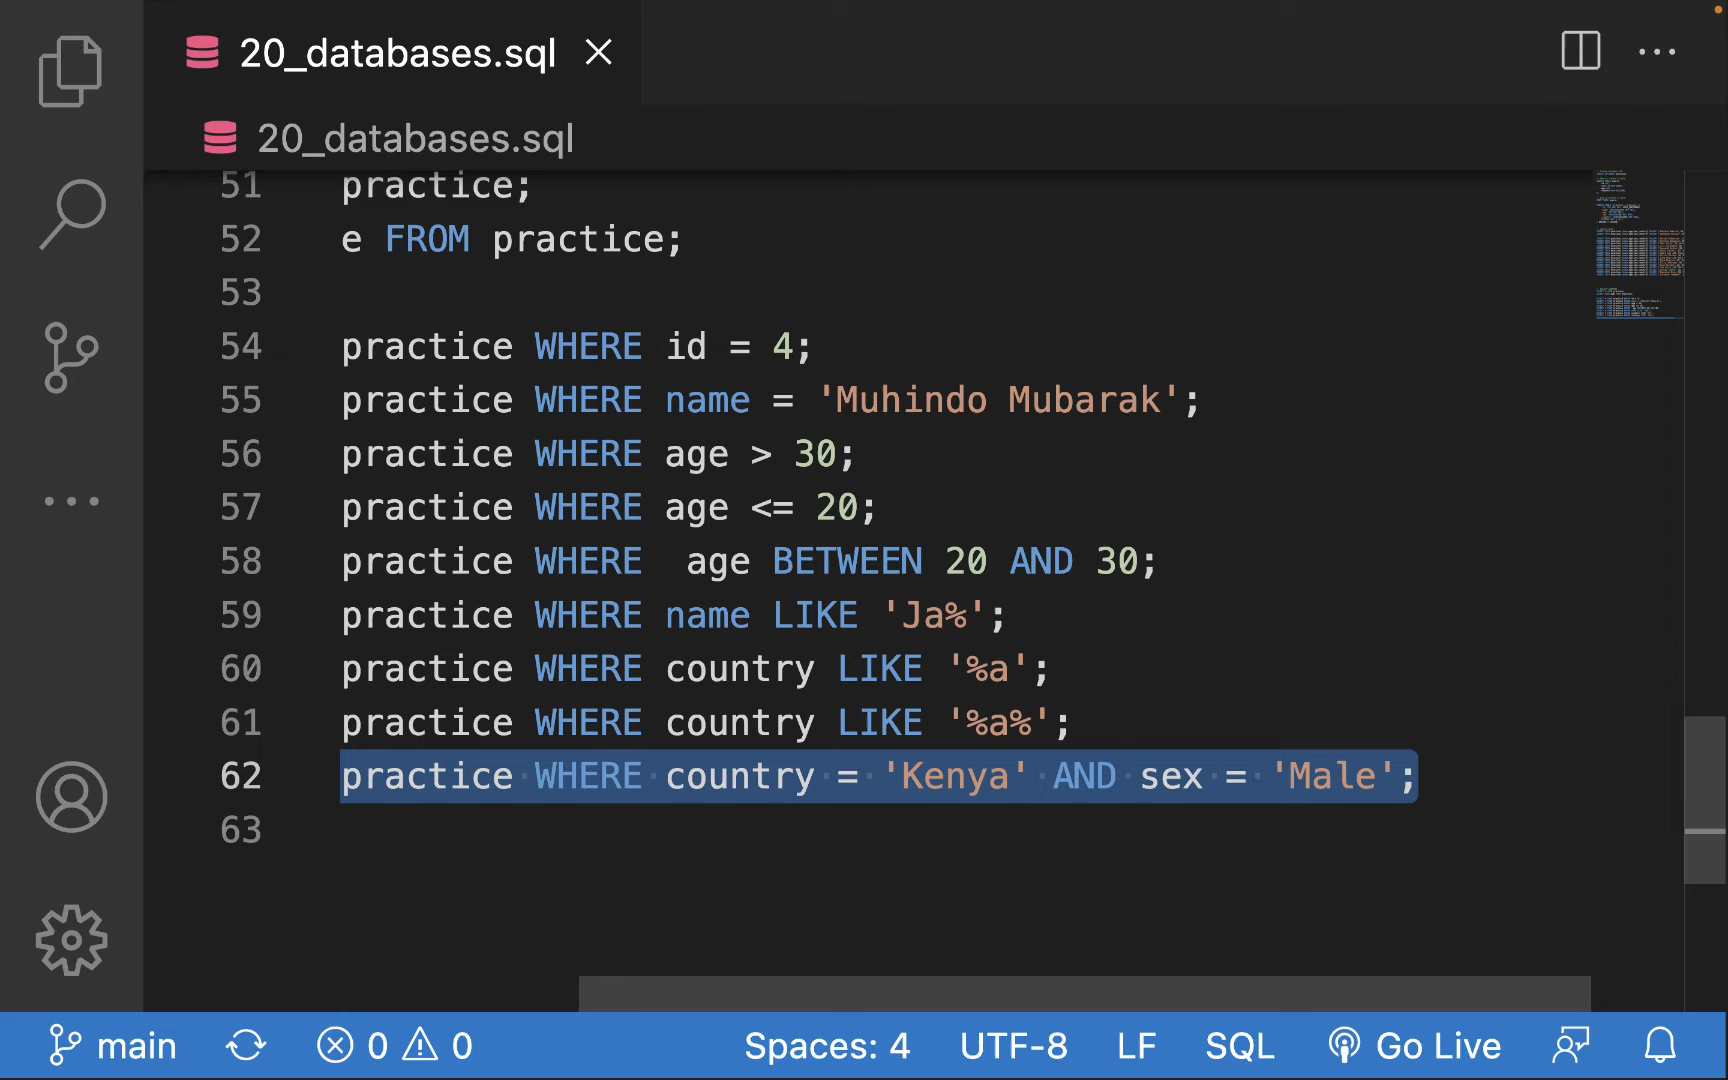 20_databases.sql
20_databases.sql
51 practice;
52 e FROM practice;
53
54 practice WHERE id = 4;
55 practice WHERE name = 'Muhindo Mubarak';
56 practice WHERE age > 30;
57 practice WHERE age <= 20;
58 practice WHERE  age BETWEEN 20 AND 30;
59 practice WHERE name LIKE 'Ja%';
60 practice WHERE country LIKE '%a';
61 practice WHERE country LIKE '%a%';
62 practice WHERE country = 'Kenya' AND sex = 'Male';
63
main 0 0 Spaces: 4 UTF-8 LF SQL Go Live